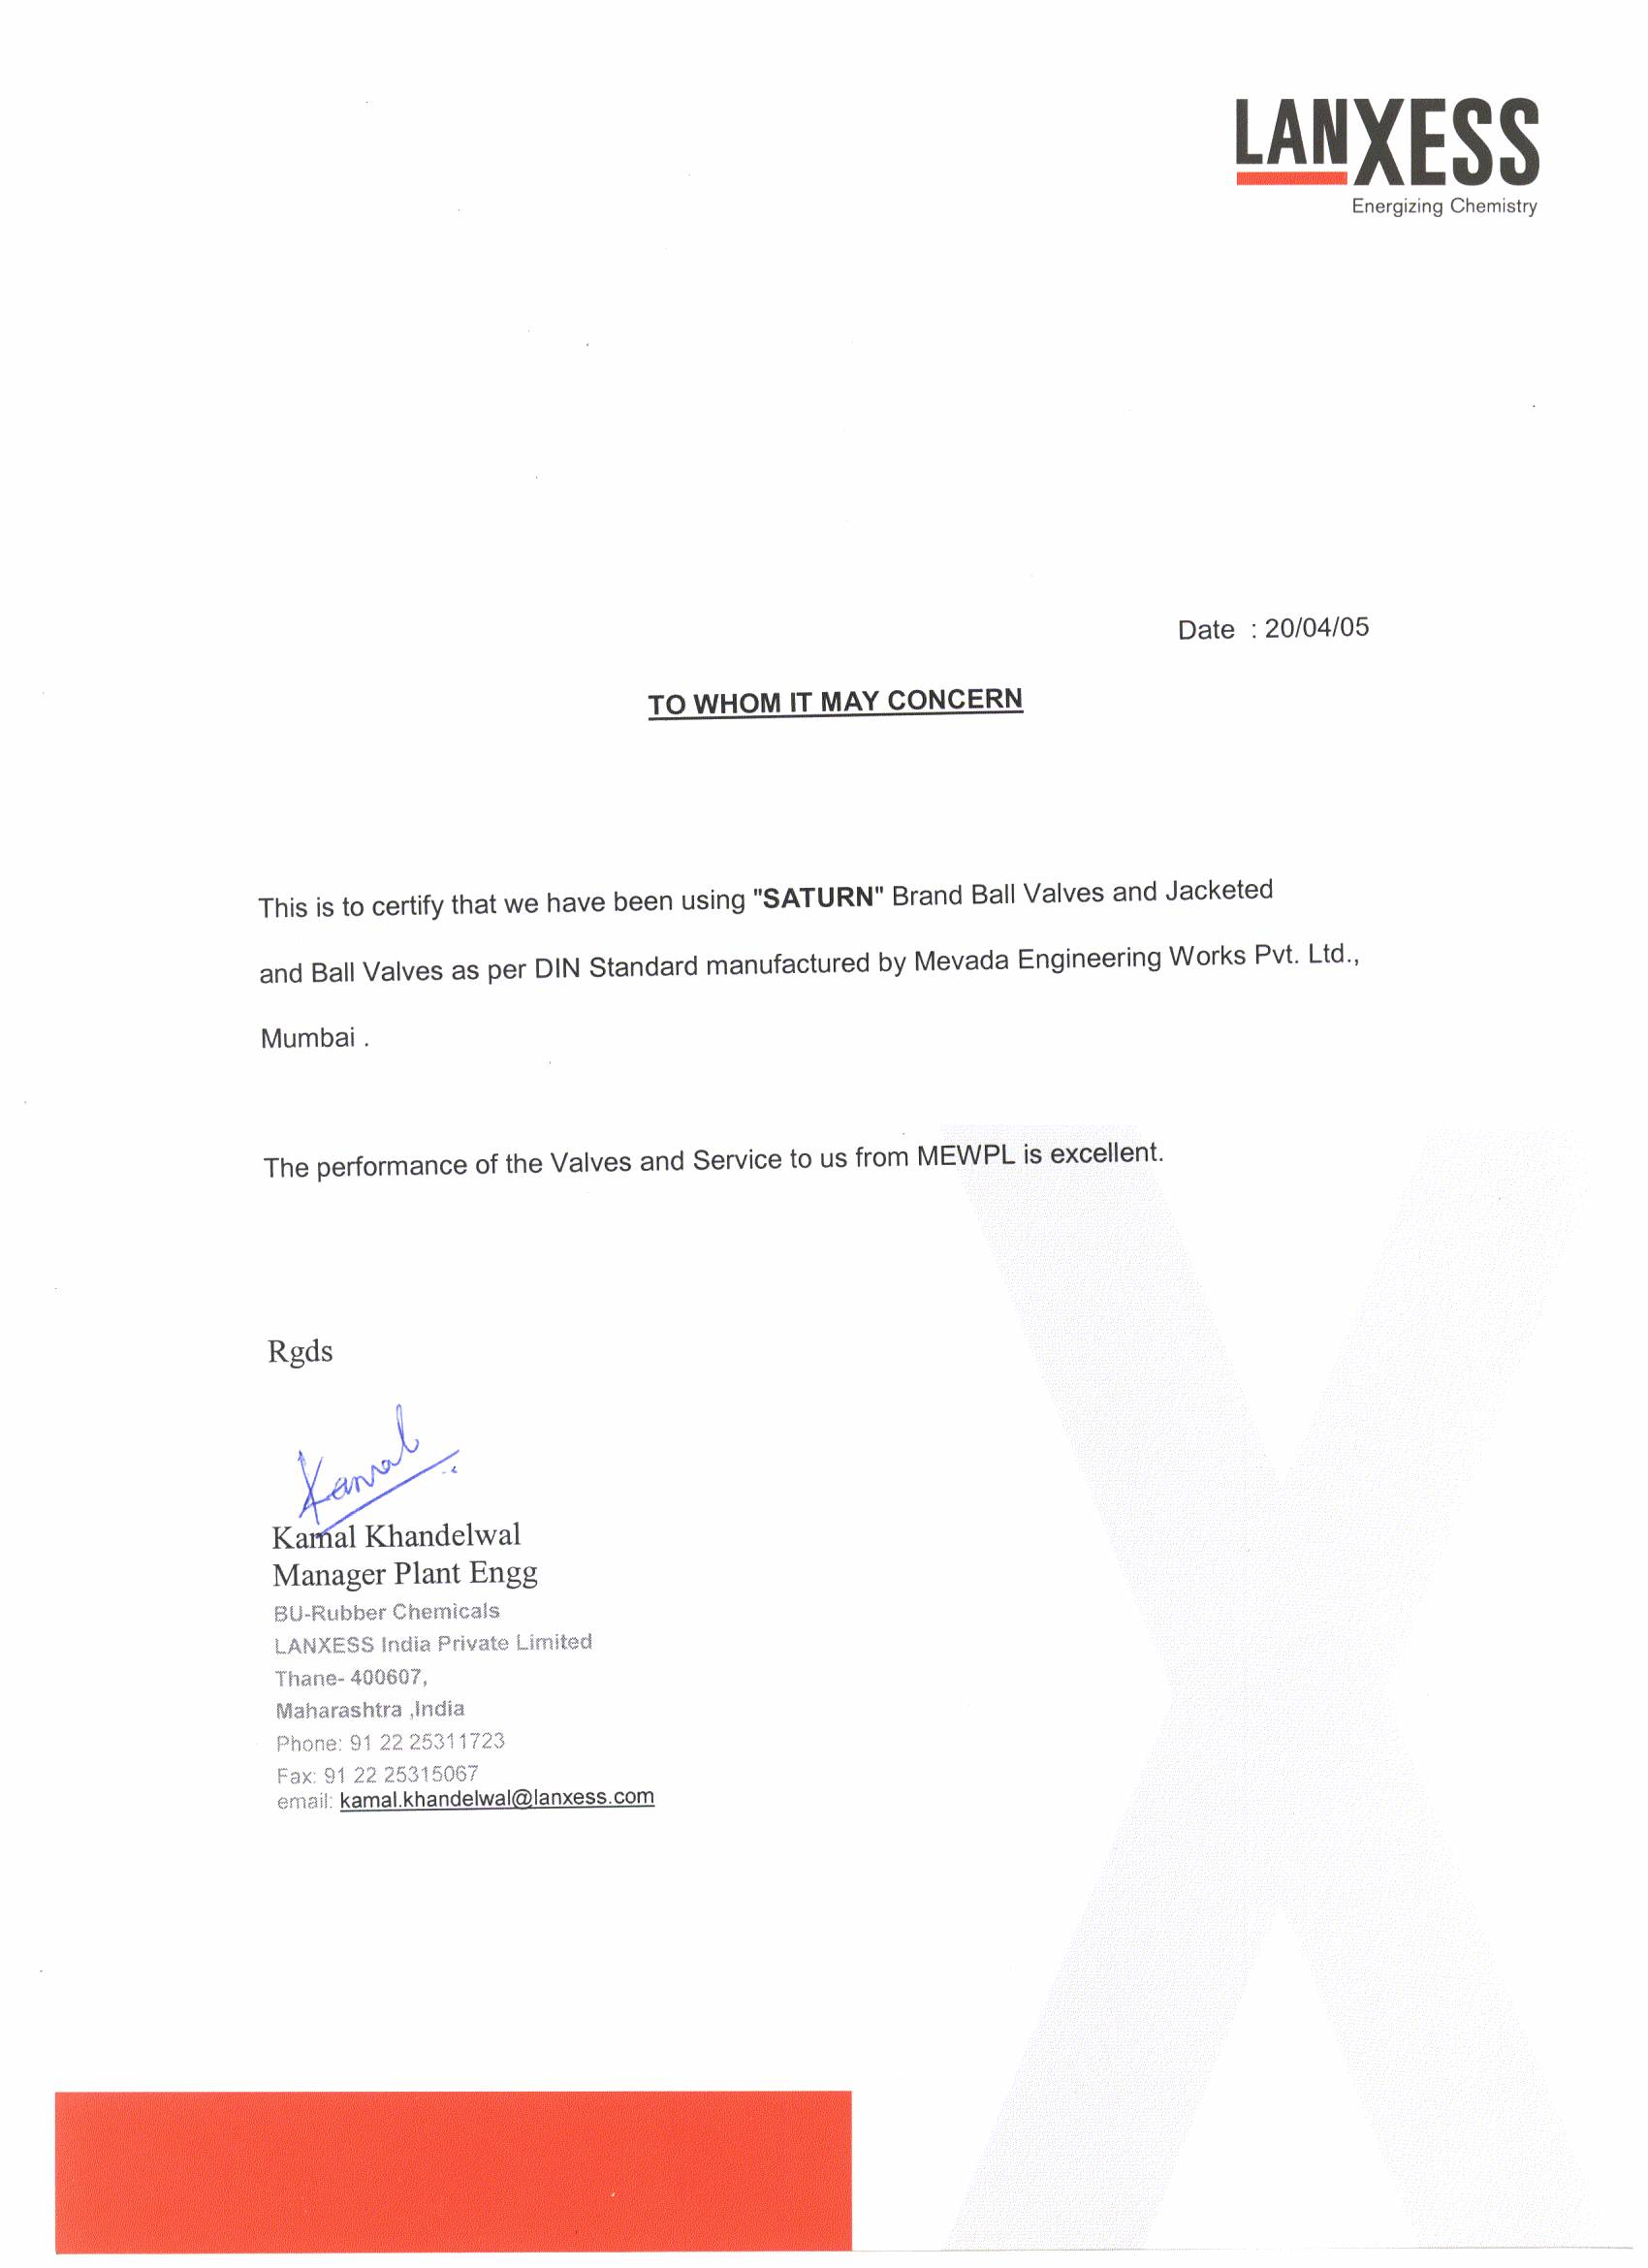 LANXESS
Energizing Chemistry
Date : 20/04/05
TO WHOM IT MAY CONCERN
This is to certify that we have been using "SATURN" Brand Ball Valves and Jacketed
and Ball Valves as per DIN Standard manufactured by Mevada Engineering Works Pvt. Ltd.,
Mumbai .
The performance of the Valves and Service to us from MEWPL is excellent.
Rgds
Kamal
Kamal Khandelwal
Manager Plant Engg
BU-Rubber Chemicals
LANXESS India Private Limited
Thane- 400607,
Maharashtra ,India
Phone: 91 22 25311723
Fax: 91 22 25315067
email: kamal.khandelwal@lanxess.com